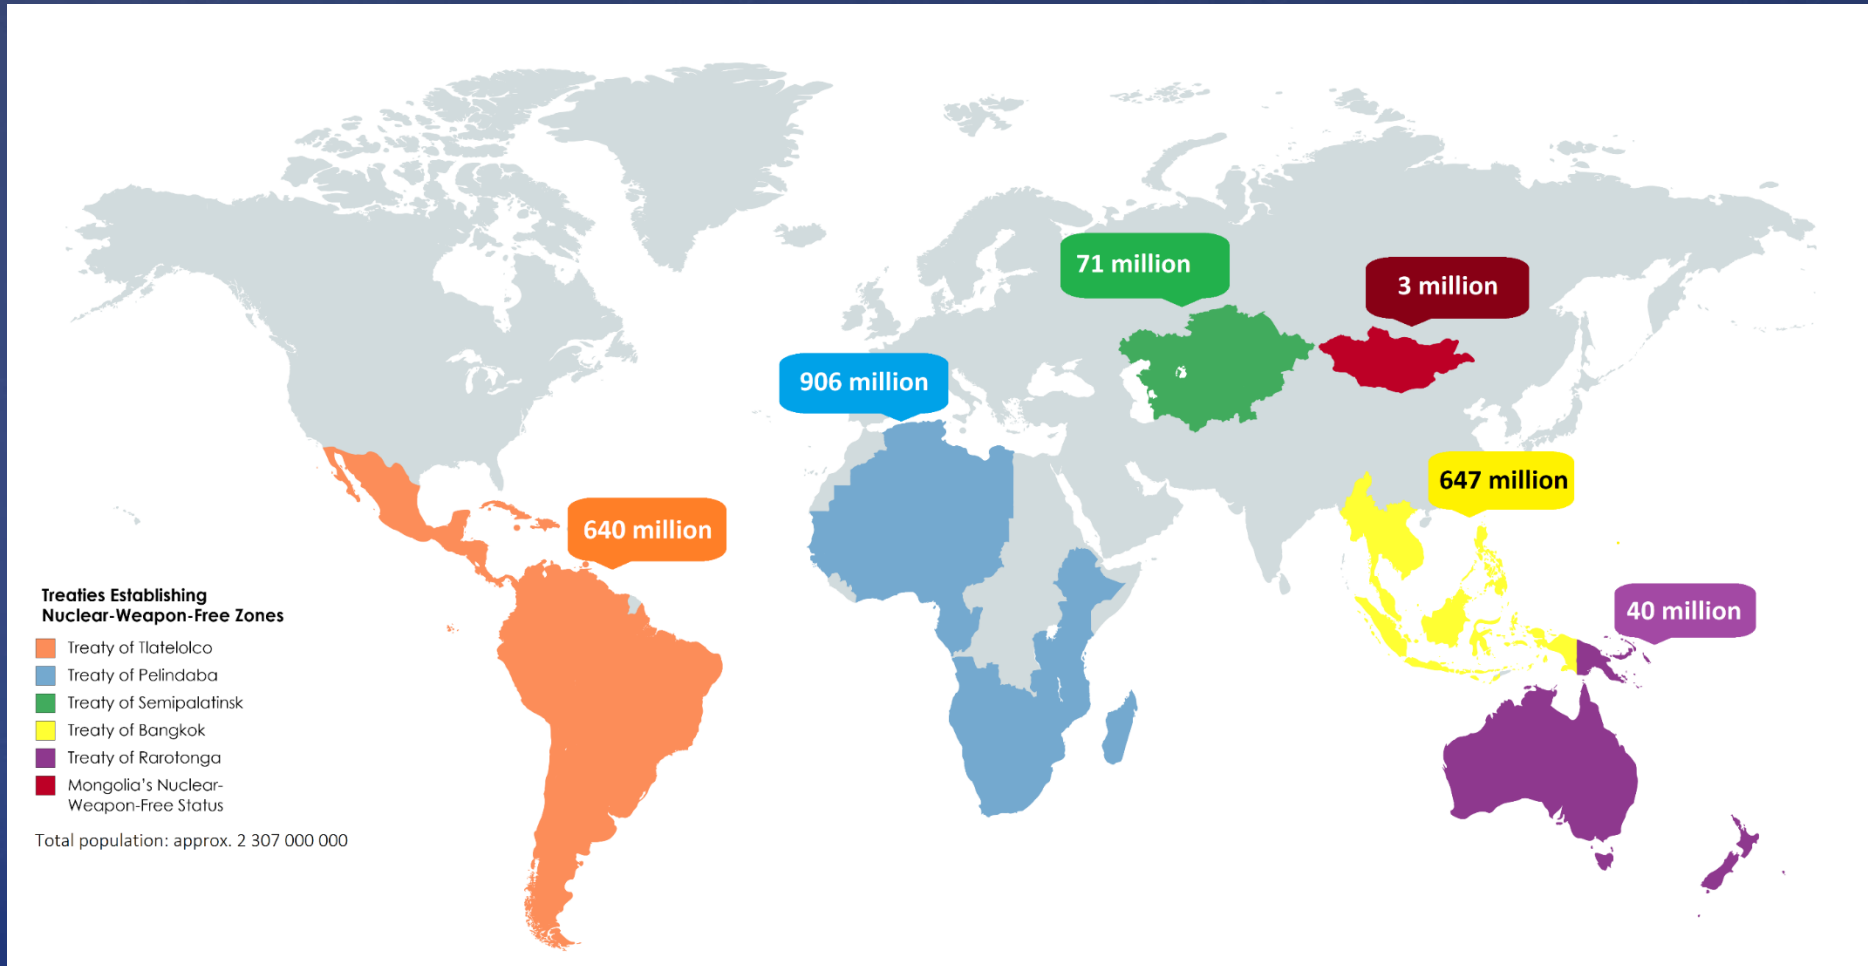 71 million
3 million
906 million
647 million
640 million
40 million
Treaties Establishing
Nuclear-Weapon-Free Zones
Treaty of Tlatelolco
Treaty of Pelindaba
Treaty of Semipalatinsk
Treaty of Bangkok
Treaty of Rarotonga
Mongolia's Nuclear-
Weapon-Free Status
Total population: approx. 2 307 000 000